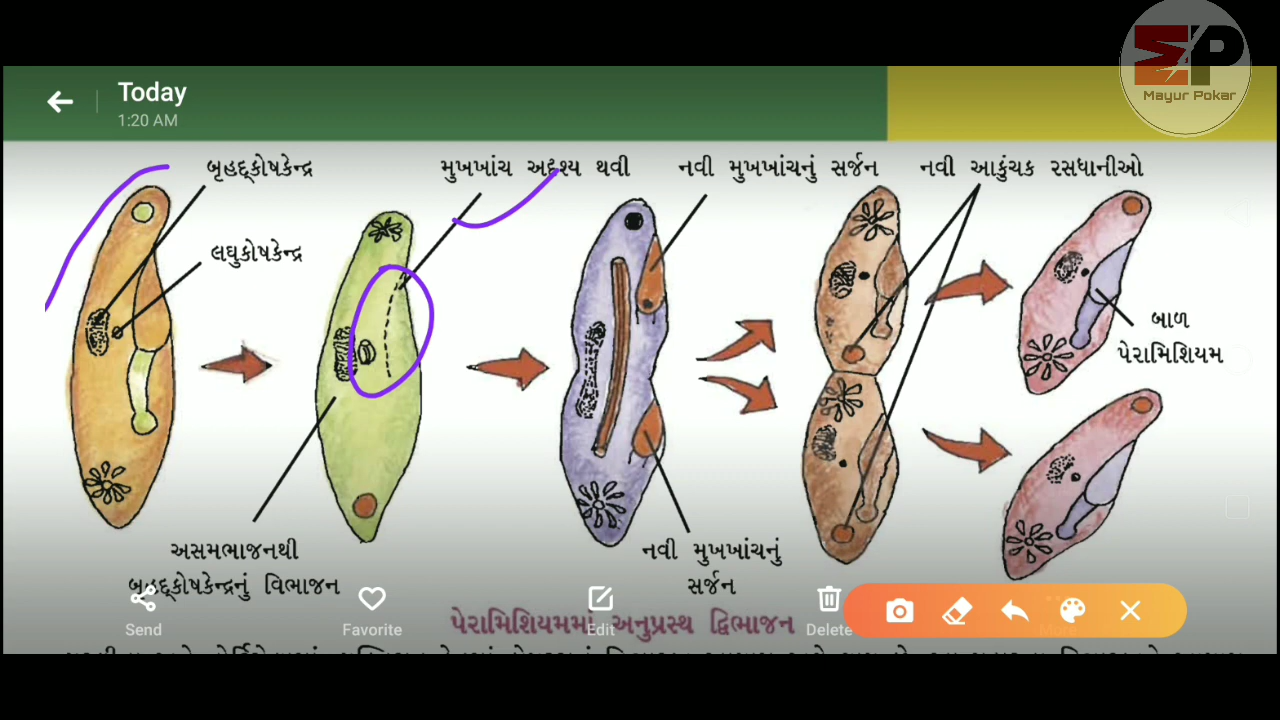 Mayur Pokar
Today
1:20 AM
બૃહદ્કોષકેન્દ્ર
મુખખાંચ અદૃશ્ય થવી
નવી મુખખાંચનું સર્જન
નવી આકુંચક રસધાનીઓ
લઘુકોષકેન્દ્ર
બાળ
પેરામિશિયમ
અસમભાજનથી
બૃહદ્કોષકેન્દ્રનું વિભાજન
નવી મુખખાંચનું
સર્જન
પેરામિશિયમમાં અનુપ્રસ્થ દ્વિભાજન
Send
Favorite
Edit
Delete